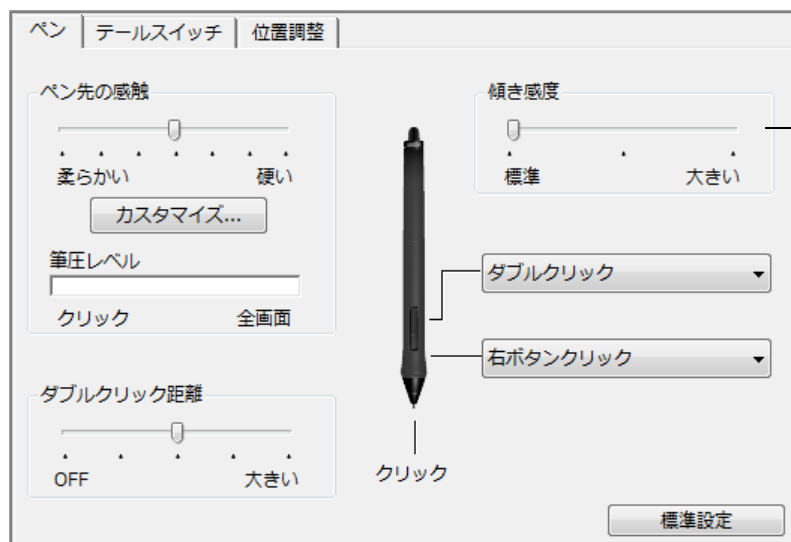 ペン テールスイッチ 位置調整
ペン先の感触
柔らかい 硬い
カスタマイズ...
筆圧レベル
クリック 全画面
ダブルクリック距離
OFF 大きい
傾き感度
標準 大きい
ダブルクリック
右ボタンクリック
クリック
標準設定